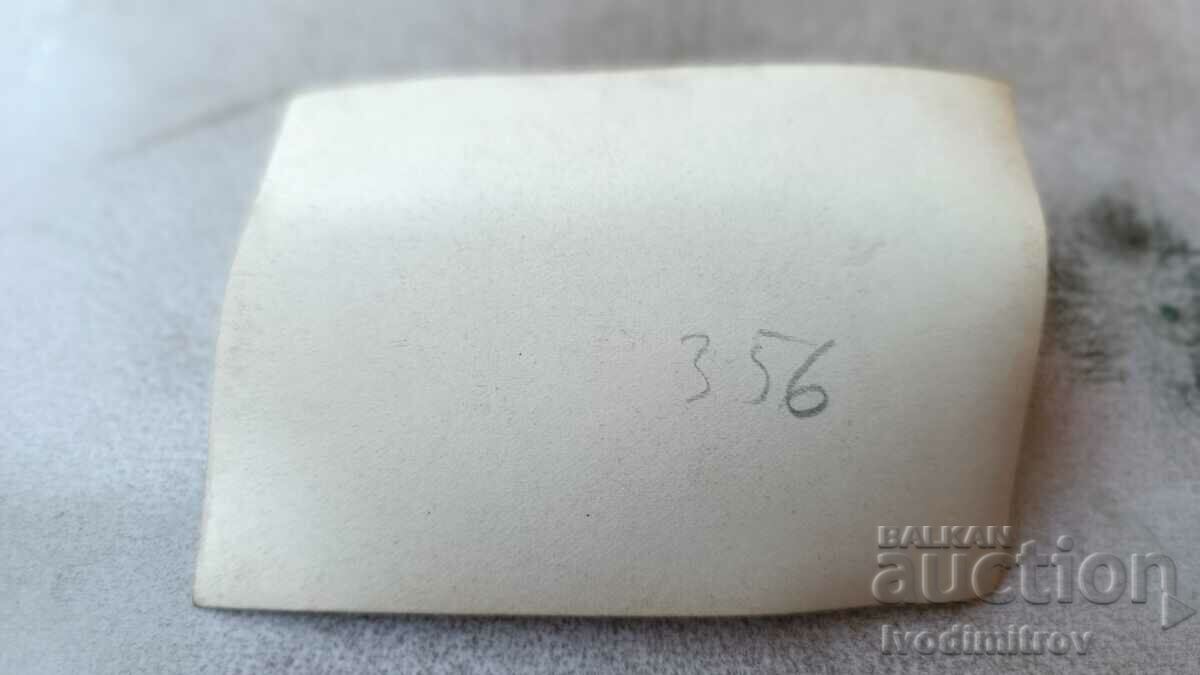 356
BALKAN
auction
Ivodimitrov